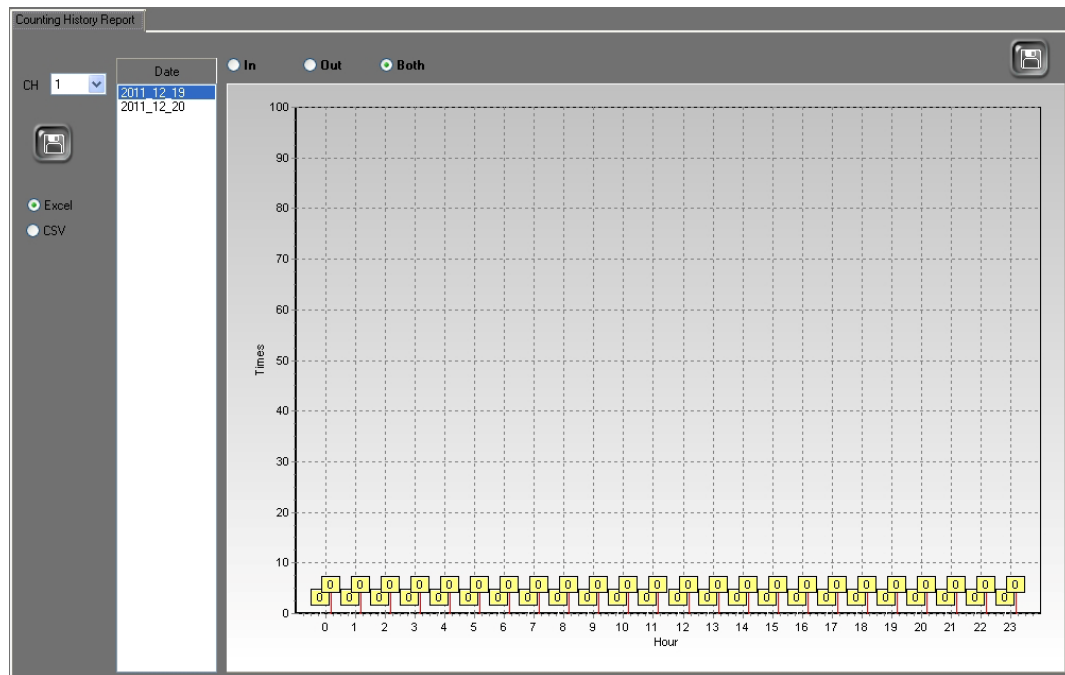 Counting History Report
CH 1
Excel
CSV
Date
2011_12_19
2011_12_20
In Out Both
100
90
80
70
60
50
40
30
20
10
0
Times
0 0 0 0 0 0 0 0 0 0 0 0 0 0 0 0 0 0 0 0 0 0 0 0
0 0 0 0 0 0 0 0 0 0 0 0 0 0 0 0 0 0 0 0 0 0 0 0
0 1 2 3 4 5 6 7 8 9 10 11 12 13 14 15 16 17 18 19 20 21 22 23
Hour